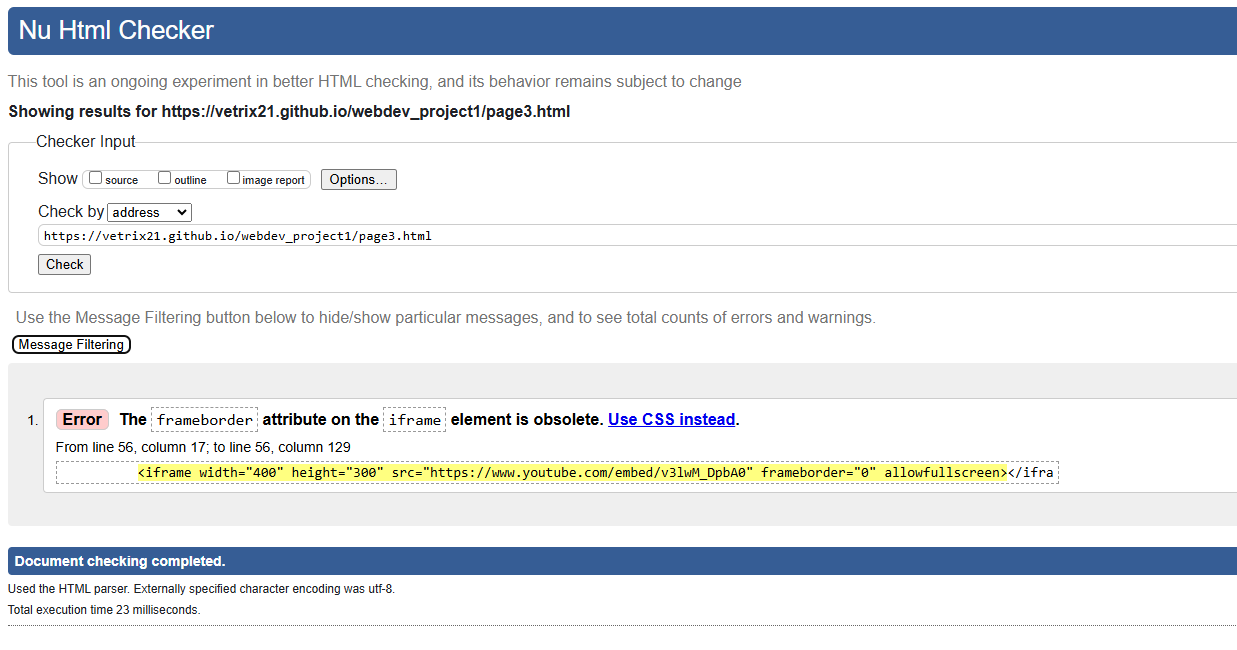 Nu Html Checker
This tool is an ongoing experiment in better HTML checking, and its behavior remains subject to change
Showing results for https://vetrix21.github.io/webdev_project1/page3.html
Checker Input
Show source outline image report Options...
Check by address
https://vetrix21.github.io/webdev_project1/page3.html
Check
Use the Message Filtering button below to hide/show particular messages, and to see total counts of errors and warnings.
Message Filtering
1. Error The frameborder attribute on the iframe element is obsolete. Use CSS instead.
From line 56, column 17; to line 56, column 129
<iframe width="400" height="300" src="https://www.youtube.com/embed/v3lwM_DpbA0" frameborder="0" allowfullscreen></ifra
Document checking completed.
Used the HTML parser. Externally specified character encoding was utf-8.
Total execution time 23 milliseconds.